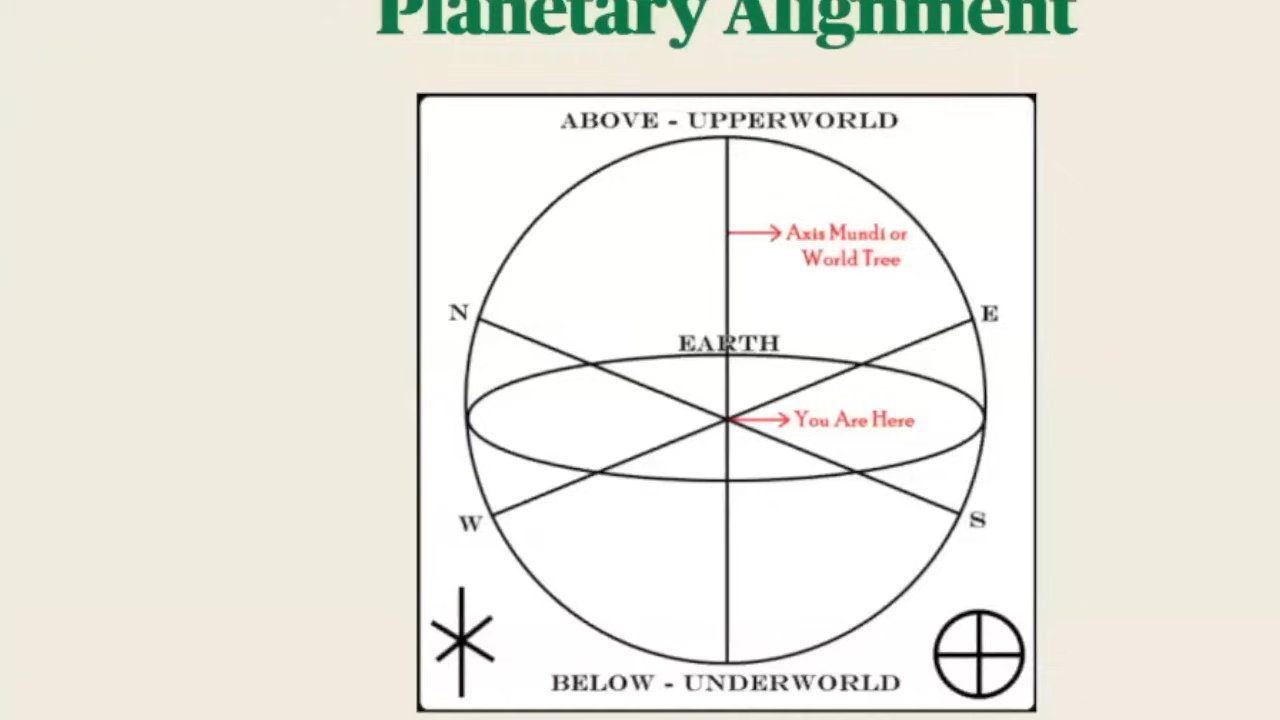 Planetary Alignment
ABOVE - UPPERWORLD
Axis Mundi or
World Tree
N
E
EARTH
You Are Here
W
S
BELOW - UNDERWORLD